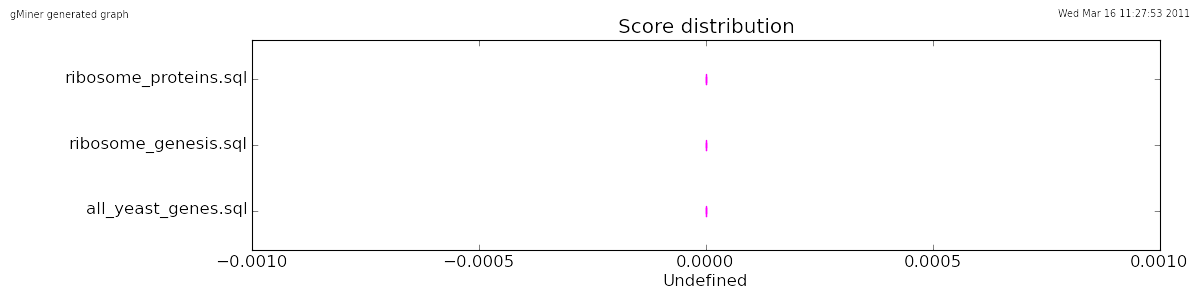 gMiner generated graph
Wed Mar 16 11:27:53 2011
Score distribution
ribosome_proteins.sql
ribosome_genesis.sql
all_yeast_genes.sql
−0.0010 −0.0005 0.0000 0.0005 0.0010
Undefined